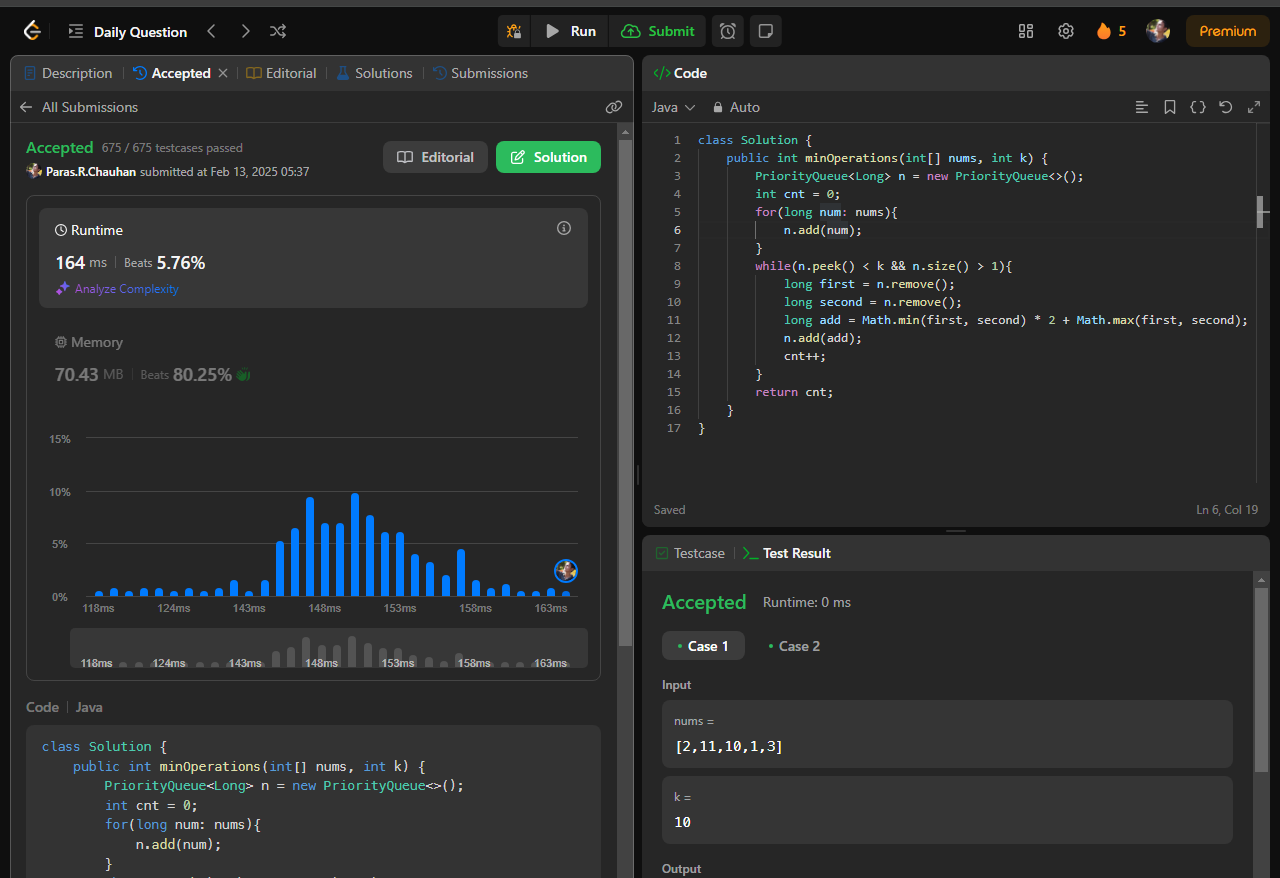 Daily Question
Run
Submit
5
Premium
Description
Accepted
Editorial
Solutions
Submissions
All Submissions
Accepted 675 / 675 testcases passed
Paras.R.Chauhan submitted at Feb 13, 2025 05:37
Editorial
Solution
Runtime
164 ms Beats 5.76%
Analyze Complexity
Memory
70.43 MB Beats 80.25%
15%
10%
5%
0%
118ms 124ms 143ms 148ms 153ms 158ms 163ms
118ms 124ms 143ms 148ms 153ms 158ms 163ms
Code Java
class Solution {
    public int minOperations(int[] nums, int k) {
        PriorityQueue<Long> n = new PriorityQueue<>();
        int cnt = 0;
        for(long num: nums){
            n.add(num);
        }
</> Code
Java Auto
1 class Solution {
2     public int minOperations(int[] nums, int k) {
3         PriorityQueue<Long> n = new PriorityQueue<>();
4         int cnt = 0;
5         for(long num: nums){
6             n.add(num);
7         }
8         while(n.peek() < k && n.size() > 1){
9             long first = n.remove();
10             long second = n.remove();
11             long add = Math.min(first, second) * 2 + Math.max(first, second);
12             n.add(add);
13             cnt++;
14         }
15         return cnt;
16     }
17 }
Saved Ln 6, Col 19
Testcase
Test Result
Accepted Runtime: 0 ms
• Case 1 • Case 2
Input
nums =
[2,11,10,1,3]
k =
10
Output